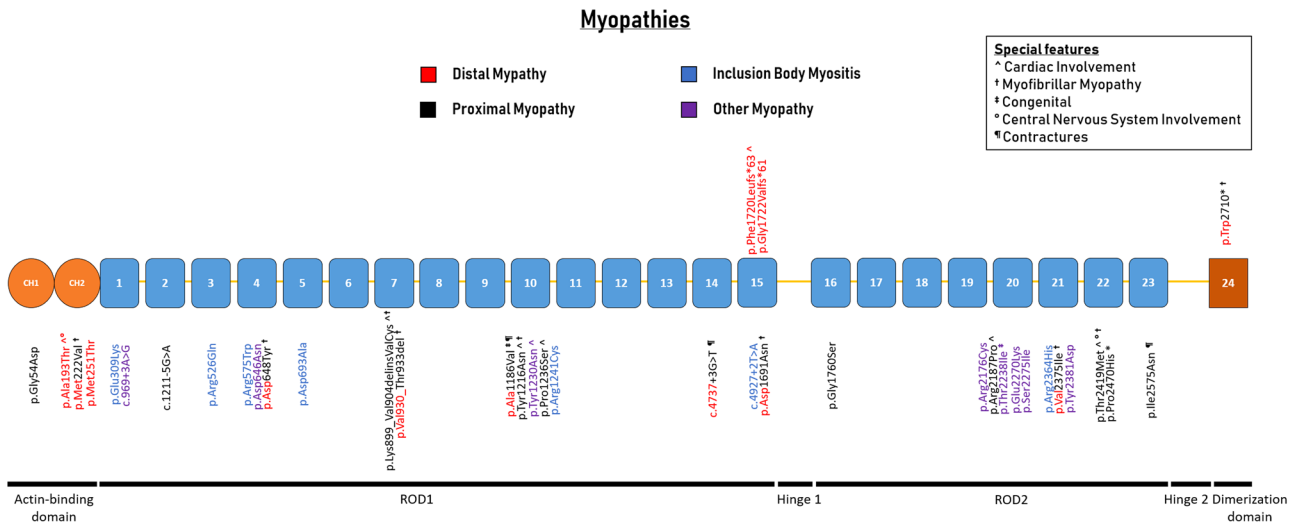 Myopathies
Distal Mypathy
Proximal Myopathy
Inclusion Body Myositis
Other Myopathy
Special features
^ Cardiac Involvement
† Myofibrillar Myopathy
‡ Congenital
° Central Nervous System Involvement
¶ Contractures
p.Phe1720Leufs*63 ^
p.Gly1722Valfs*61
p.Trp2710* †
CH1
CH2
1
2
3
4
5
6
7
8
9
10
11
12
13
14
15
16
17
18
19
20
21
22
23
24
p.Gly54Asp
p.Ala193Thr ^°
p.Met222Val †
p.Met251Thr
p.Glu309Lys
c.969+3A>G
c.1211-5G>A
p.Arg526Gln
p.Arg575Trp
p.Asp646Asn
p.Asp648Tyr †
p.Asp693Ala
p.Lys899_Val904delinsValCys ^†
p.Val930_Thr933del †
p.Ala1186Val ‡¶
p.Tyr1216Asn ^ †
p.Tyr1230Asn ^
p.Pro1236Ser ^
p.Arg1241Cys
c.4737+3G>T ¶
c.4927+2T>A
p.Asp1691Asn †
p.Gly1760Ser
p.Arg2176Cys
p.Arg2187Pro ^
p.Thr2238Ile ‡
p.Glu2270Lys
p.Ser2275Ile
p.Arg2364His
p.Val2375Ile †
p.Tyr2381Asp
p.Thr2419Met ^ ° †
p.Pro2470His *
p.Ile2575Asn ¶
Actin-binding
domain
ROD1
Hinge 1
ROD2
Hinge 2
Dimerization
domain